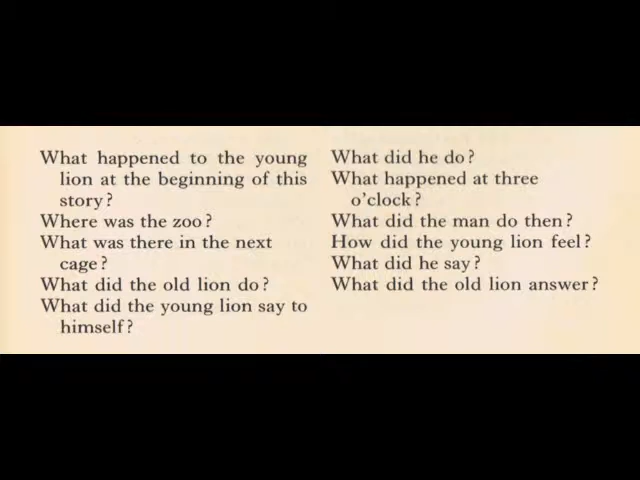 What happened to the young
lion at the beginning of this
story?
Where was the zoo?
What was there in the next
cage?
What did the old lion do?
What did the young lion say to
himself?
What did he do?
What happened at three
o'clock?
What did the man do then?
How did the young lion feel?
What did he say?
What did the old lion answer?